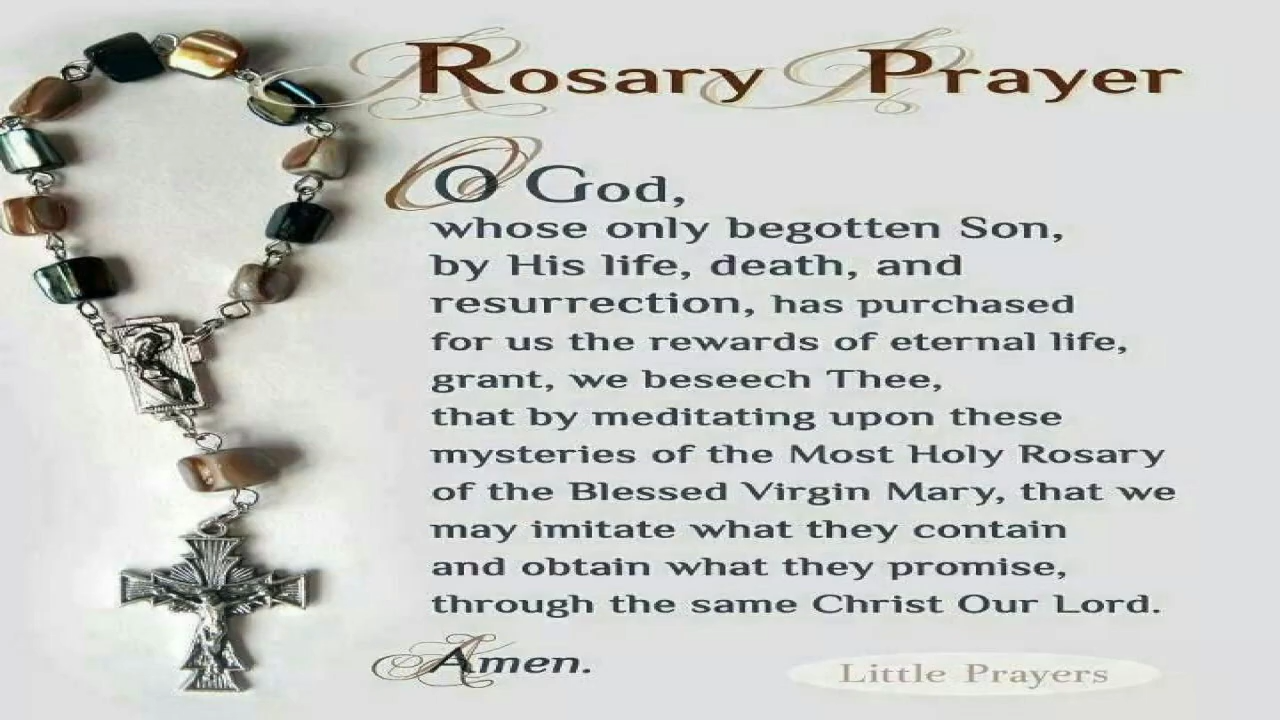 Rosary Prayer
O God,
whose only begotten Son,
by His life, death, and
resurrection, has purchased
for us the rewards of eternal life,
grant, we beseech Thee,
that by meditating upon these
mysteries of the Most Holy Rosary
of the Blessed Virgin Mary, that we
may imitate what they contain
and obtain what they promise,
through the same Christ Our Lord.
Amen.
Little Prayers